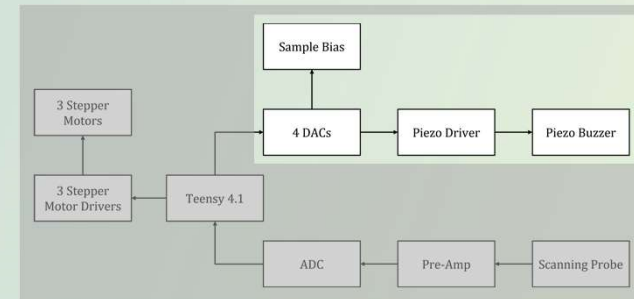 Sample Bias
3 Stepper
Motors
4 DACs
Piezo Driver
Piezo Buzzer
3 Stepper
Motor Drivers
Teensy 4.1
ADC
Pre-Amp
Scanning Probe